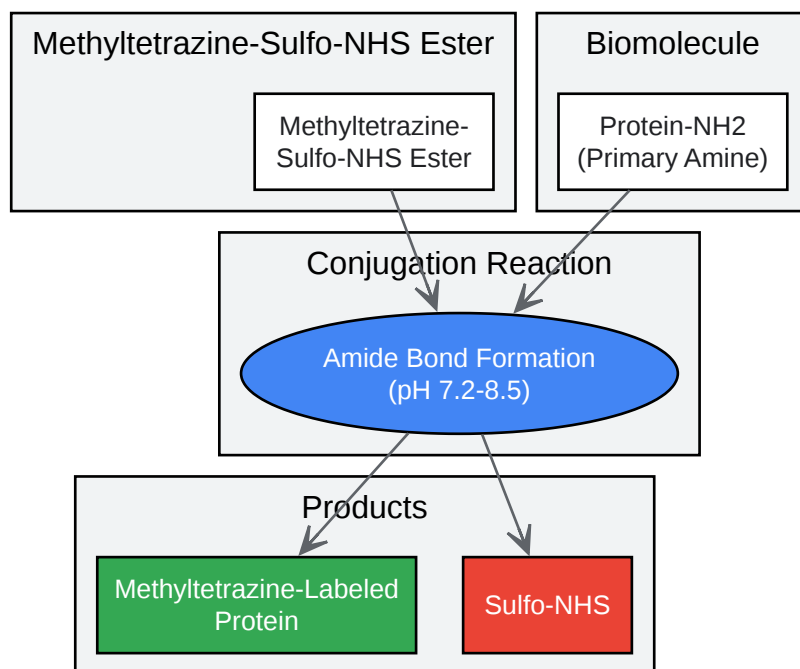 Methyltetrazine-Sulfo-NHS Ester
Biomolecule
Methyltetrazine-
Sulfo-NHS Ester
Protein-NH2
(Primary Amine)
Conjugation Reaction
Amide Bond Formation
(pH 7.2-8.5)
Products
Methyltetrazine-Labeled
Protein
Sulfo-NHS